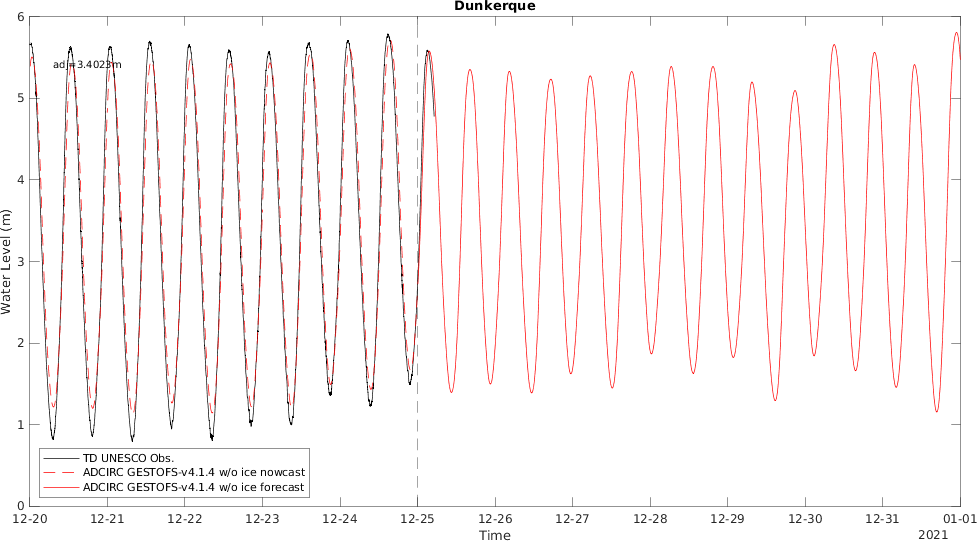 Dunkerque
6
adj=3.4023m
5
4
3
Water Level (m)
2
1
TD UNESCO Obs.
ADCIRC GESTOFS-v4.1.4 w/o ice nowcast
ADCIRC GESTOFS-v4.1.4 w/o ice forecast
0
12-20 12-21 12-22 12-23 12-24 12-25 12-26 12-27 12-28 12-29 12-30 12-31 01-01
Time 2021